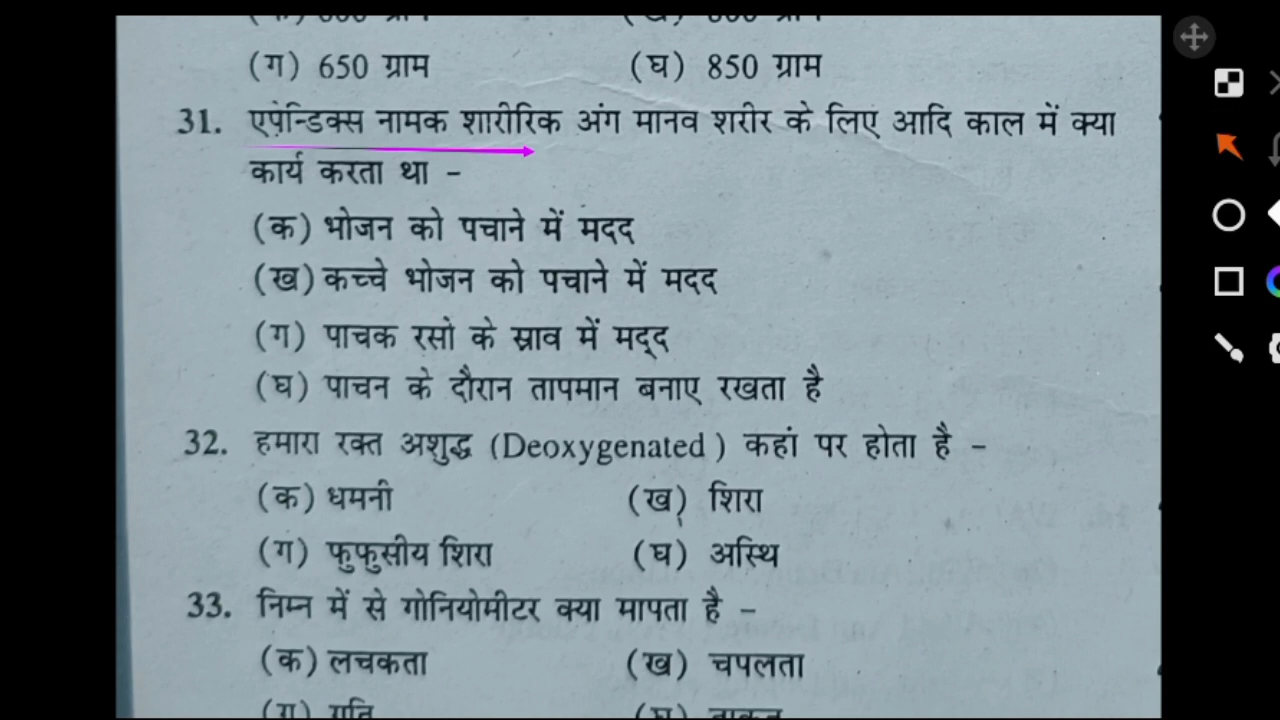 (ग) 650 ग्राम (घ) 850 ग्राम
31. एपेन्डिक्स नामक शारीरिक अंग मानव शरीर के लिए आदि काल में क्या
कार्य करता था -
(क) भोजन को पचाने में मदद
(ख) कच्चे भोजन को पचाने में मदद
(ग) पाचक रसो के स्राव में मद्द
(घ) पाचन के दौरान तापमान बनाए रखता है
32. हमारा रक्त अशुद्ध (Deoxygenated ) कहां पर होता है -
(क) धमनी (ख) शिरा
(ग) फुफुसीय शिरा (घ) अस्थि
33. निम्न में से गोनियोमीटर क्या मापता है -
(क) लचकता (ख) चपलता
(ग) गति